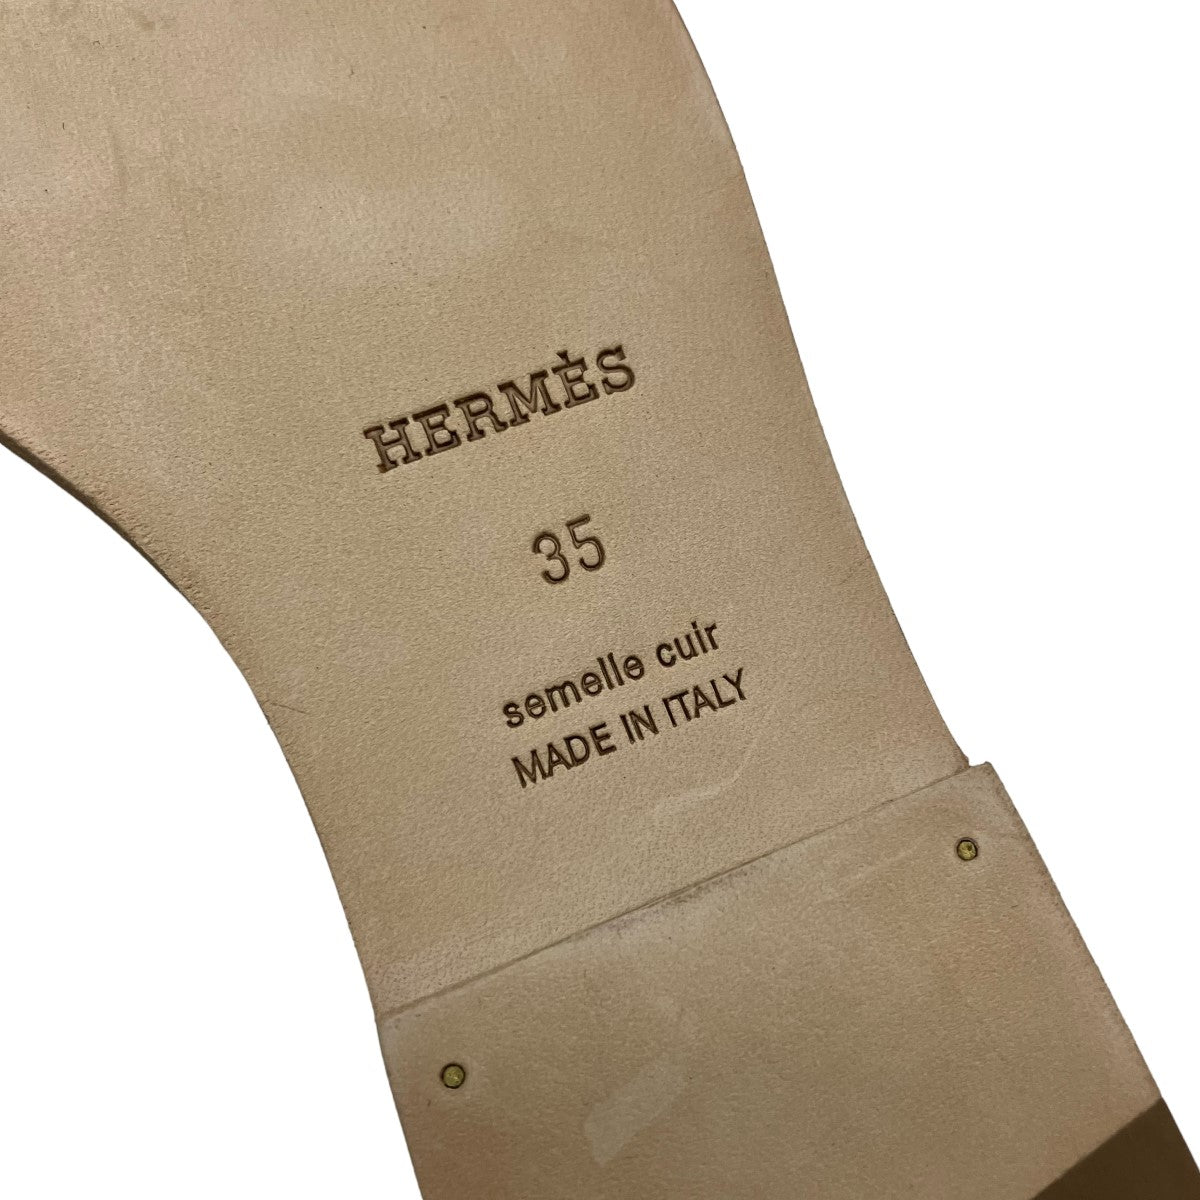 HERMÈS
35
semelle cuir
MADE IN ITALY